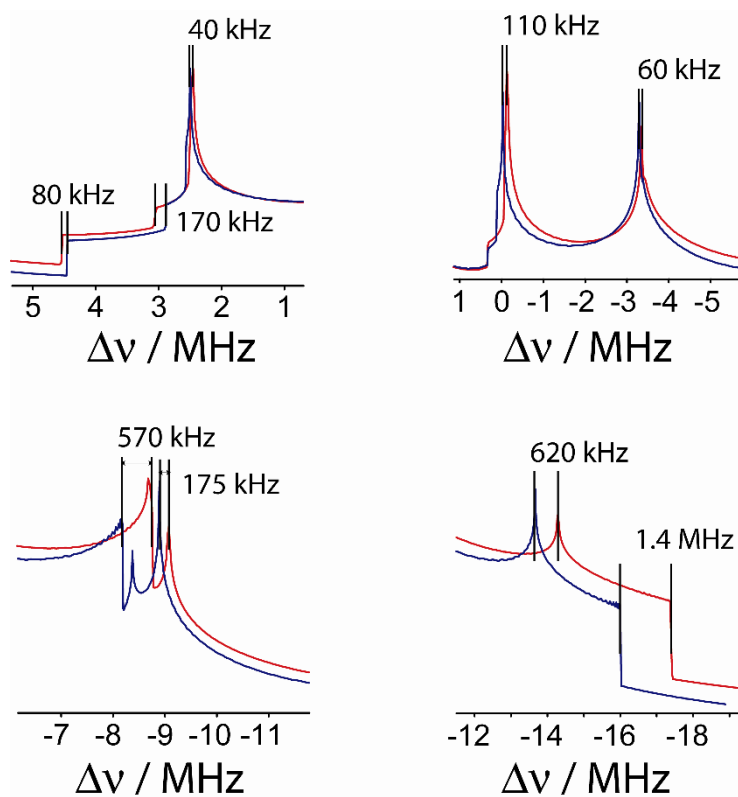 40 kHz
80 kHz
170 kHz
5 4 3 2 1
Δν / MHz
110 kHz
60 kHz
1 0 -1 -2 -3 -4 -5
Δν / MHz
570 kHz
175 kHz
-7 -8 -9 -10 -11
Δν / MHz
620 kHz
1.4 MHz
-12 -14 -16 -18
Δν / MHz